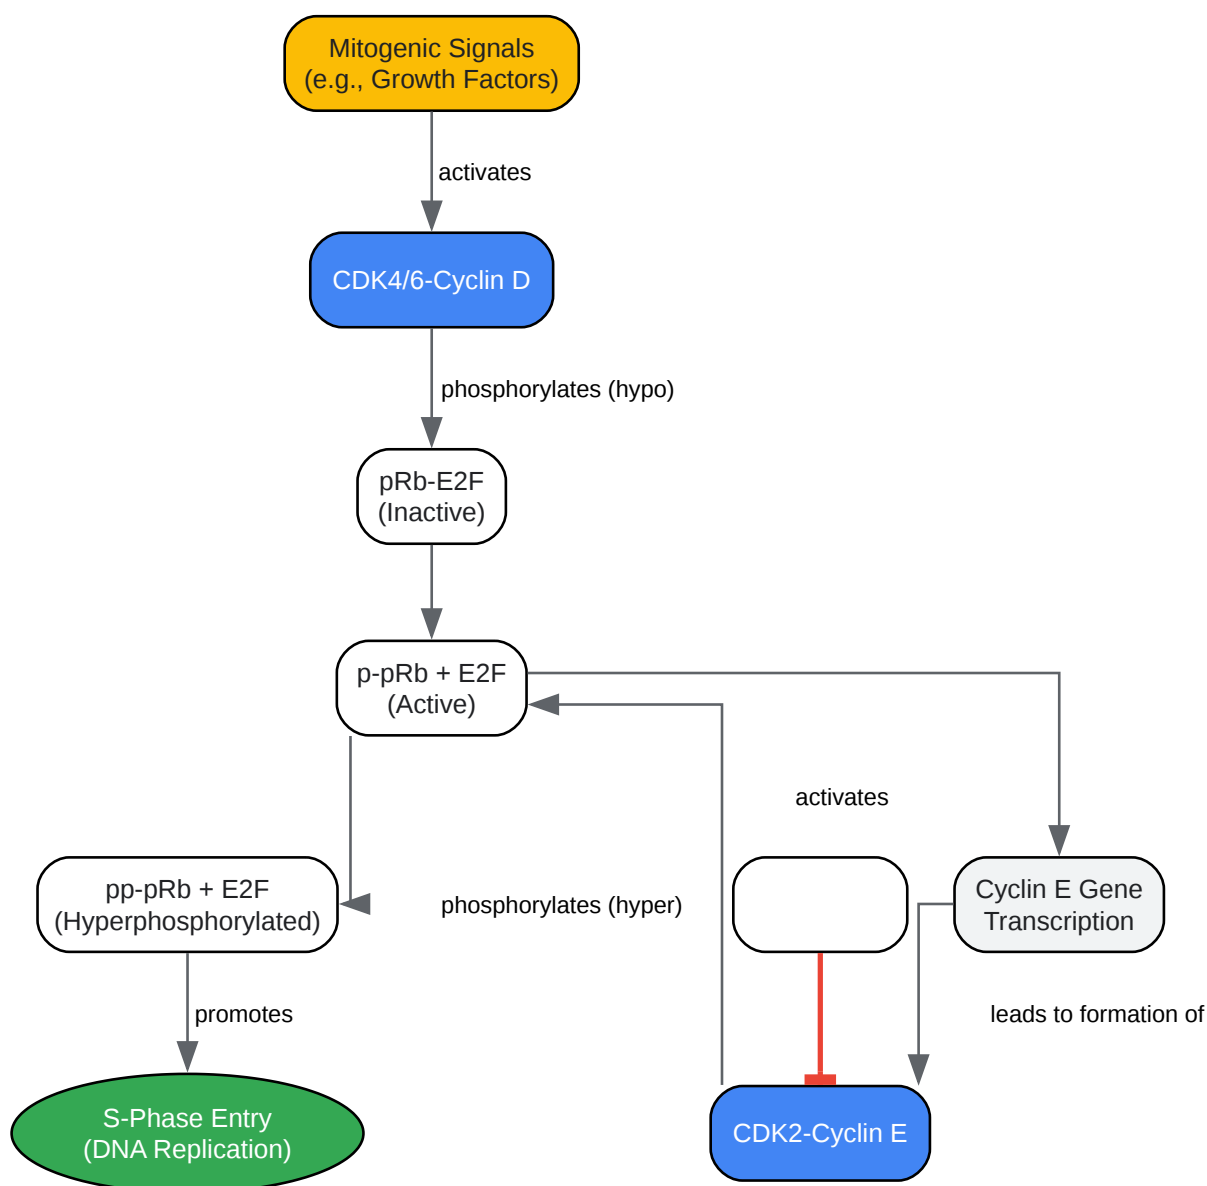 Mitogenic Signals
(e.g., Growth Factors)
activates
CDK4/6-Cyclin D
phosphorylates (hypo)
pRb-E2F
(Inactive)
p-pRb + E2F
(Active)
activates
pp-pRb + E2F
(Hyperphosphorylated)
phosphorylates (hyper)
Cyclin E Gene
Transcription
promotes
leads to formation of
S-Phase Entry
(DNA Replication)
CDK2-Cyclin E